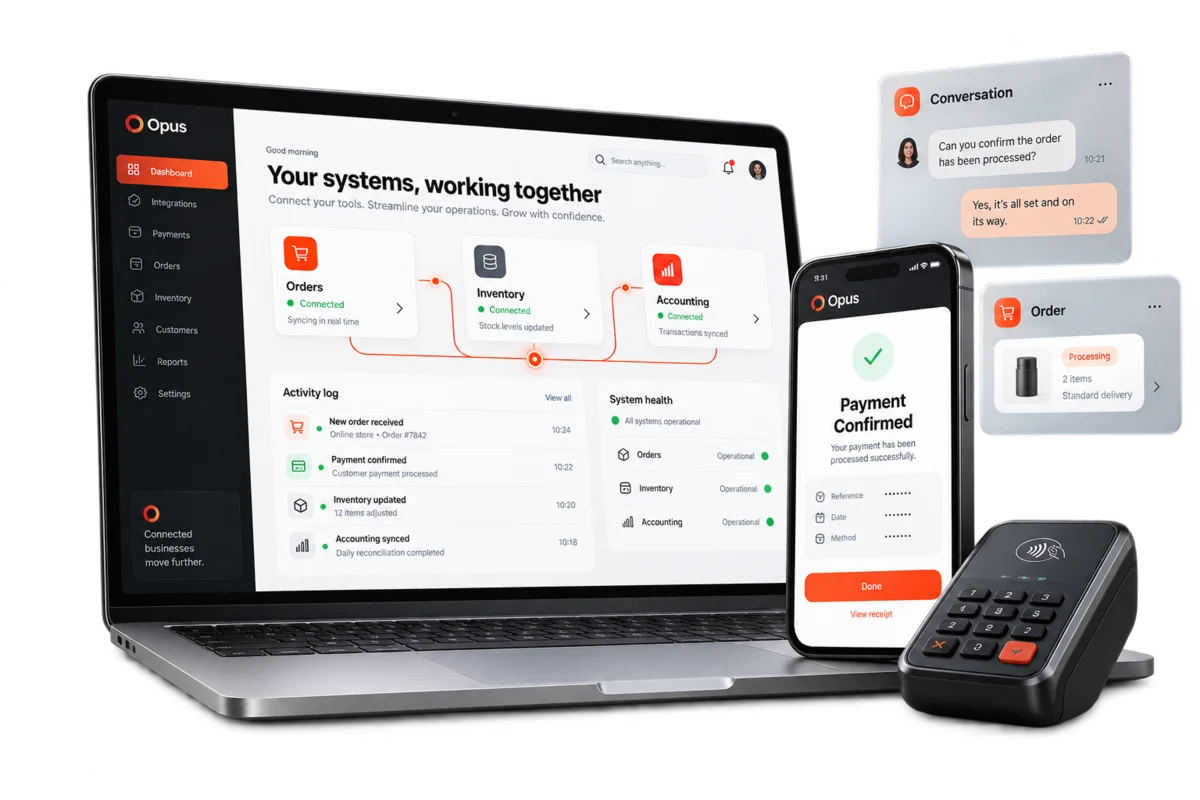 Opus
Dashboard
Integrations
Payments
Orders
Inventory
Customers
Reports
Settings
Connected
businesses
move further.
Good morning
Your systems, working together
Connect your tools. Streamline your operations. Grow with confidence.
Search anything...
Orders
Connected
Syncing in real time
Inventory
Connected
Stock levels updated
Accounting
Connected
Transactions synced
Activity log
View all
New order received
Online store • Order #7842
10:24
Payment confirmed
Customer payment processed
10:22
Inventory updated
12 items adjusted
10:20
Accounting synced
Daily reconciliation completed
10:18
System health
All systems operational
Orders
Operational
Inventory
Operational
Accounting
Operational
Opus
Payment
Confirmed
Your payment has been
processed successfully.
Reference
Date
Method
Done
View receipt
Conversation
Can you confirm the order
has been processed?
10:21
Yes, it's all set and on
its way.
10:22
Order
Processing
2 items
Standard delivery
1 2 3
2 2 2